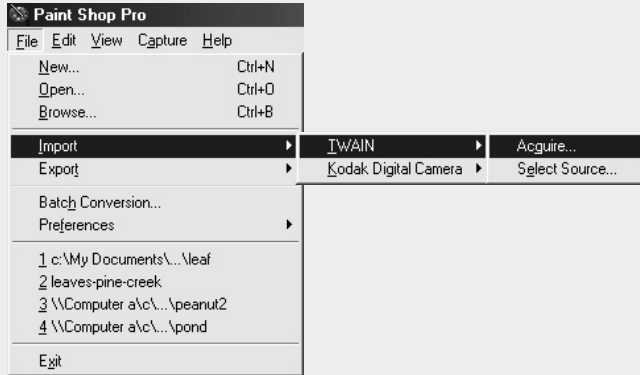 Paint Shop Pro
File Edit View Capture Help
New... Ctrl+N
Open... Ctrl+O
Browse... Ctrl+B
Import TWAIN Acquire...
Export Kodak Digital Camera Select Source...
Batch Conversion...
Preferences
1 c:\My Documents\...\leaf
2 leaves-pine-creek
3 \\Computer a\c\...\peanut2
4 \\Computer a\c\...\pond
Exit